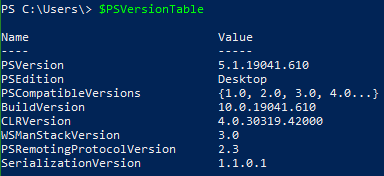 PS C:\Users\> $PSVersionTable
Name                           Value
----                           -----
PSVersion                      5.1.19041.610
PSEdition                      Desktop
PSCompatibleVersions           {1.0, 2.0, 3.0, 4.0...}
BuildVersion                   10.0.19041.610
CLRVersion                     4.0.30319.42000
WSManStackVersion              3.0
PSRemotingProtocolVersion      2.3
SerializationVersion           1.1.0.1